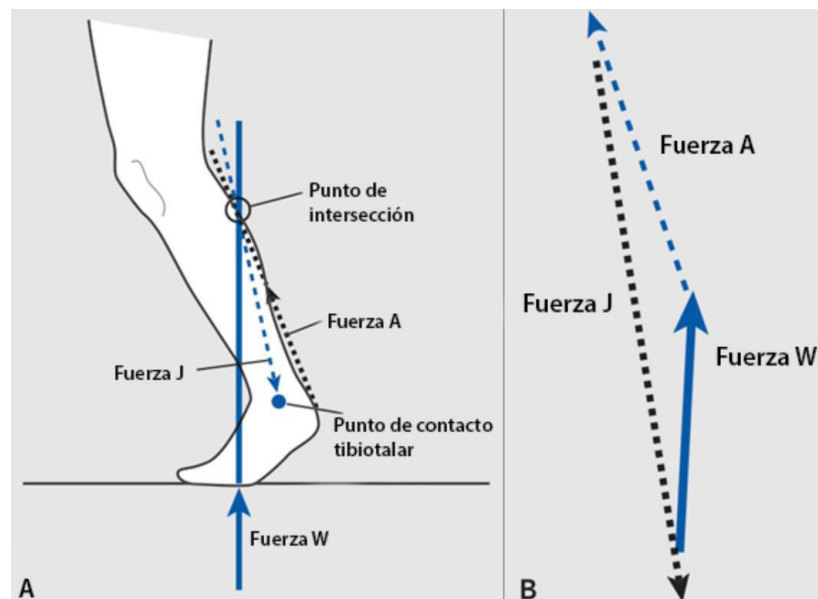 Punto de
intersección
Fuerza A
Fuerza J
Punto de contacto
tibiotalar
Fuerza W
A
Fuerza A
Fuerza J
Fuerza W
B